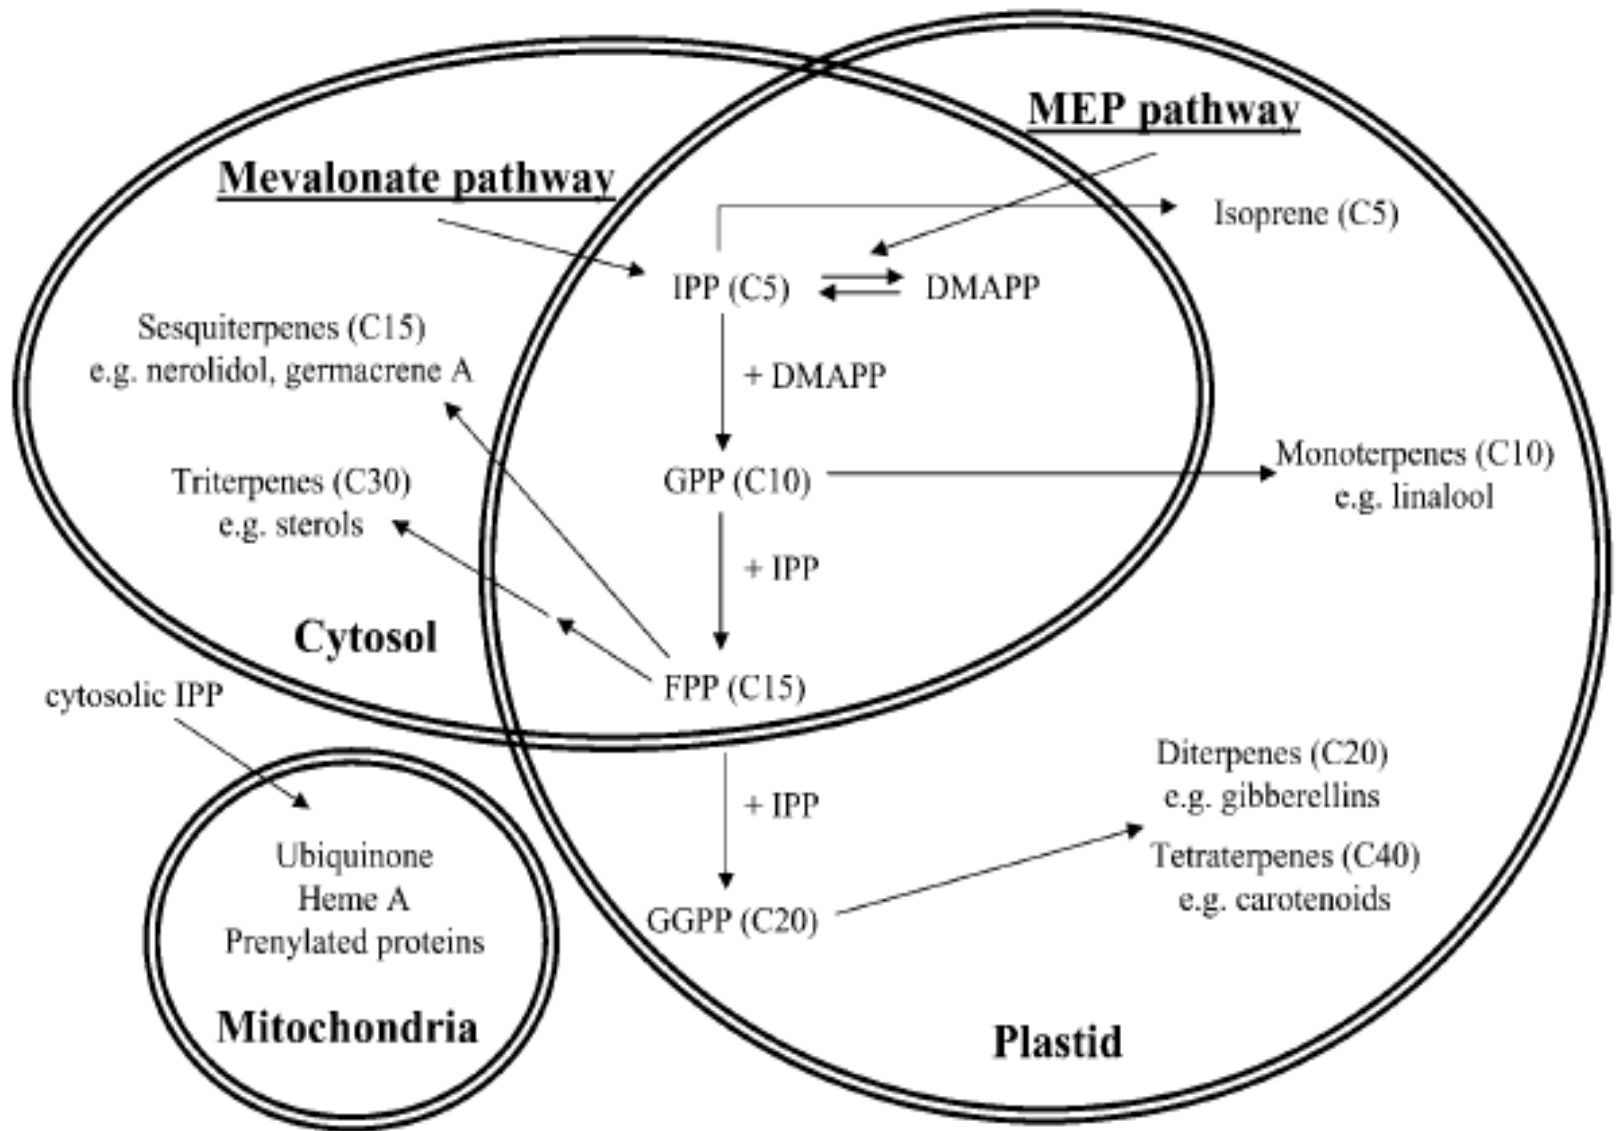 MEP pathway
Mevalonate pathway
Isoprene (C5)
IPP (C5)
DMAPP
Sesquiterpenes (C15)
e.g. nerolidol, germacrene A
+ DMAPP
Triterpenes (C30)
e.g. sterols
GPP (C10)
Monoterpenes (C10)
e.g. linalool
+ IPP
Cytosol
FPP (C15)
cytosolic IPP
+ IPP
Diterpenes (C20)
e.g. gibberellins
Tetraterpenes (C40)
e.g. carotenoids
GGPP (C20)
Ubiquinone
Heme A
Prenylated proteins
Mitochondria
Plastid